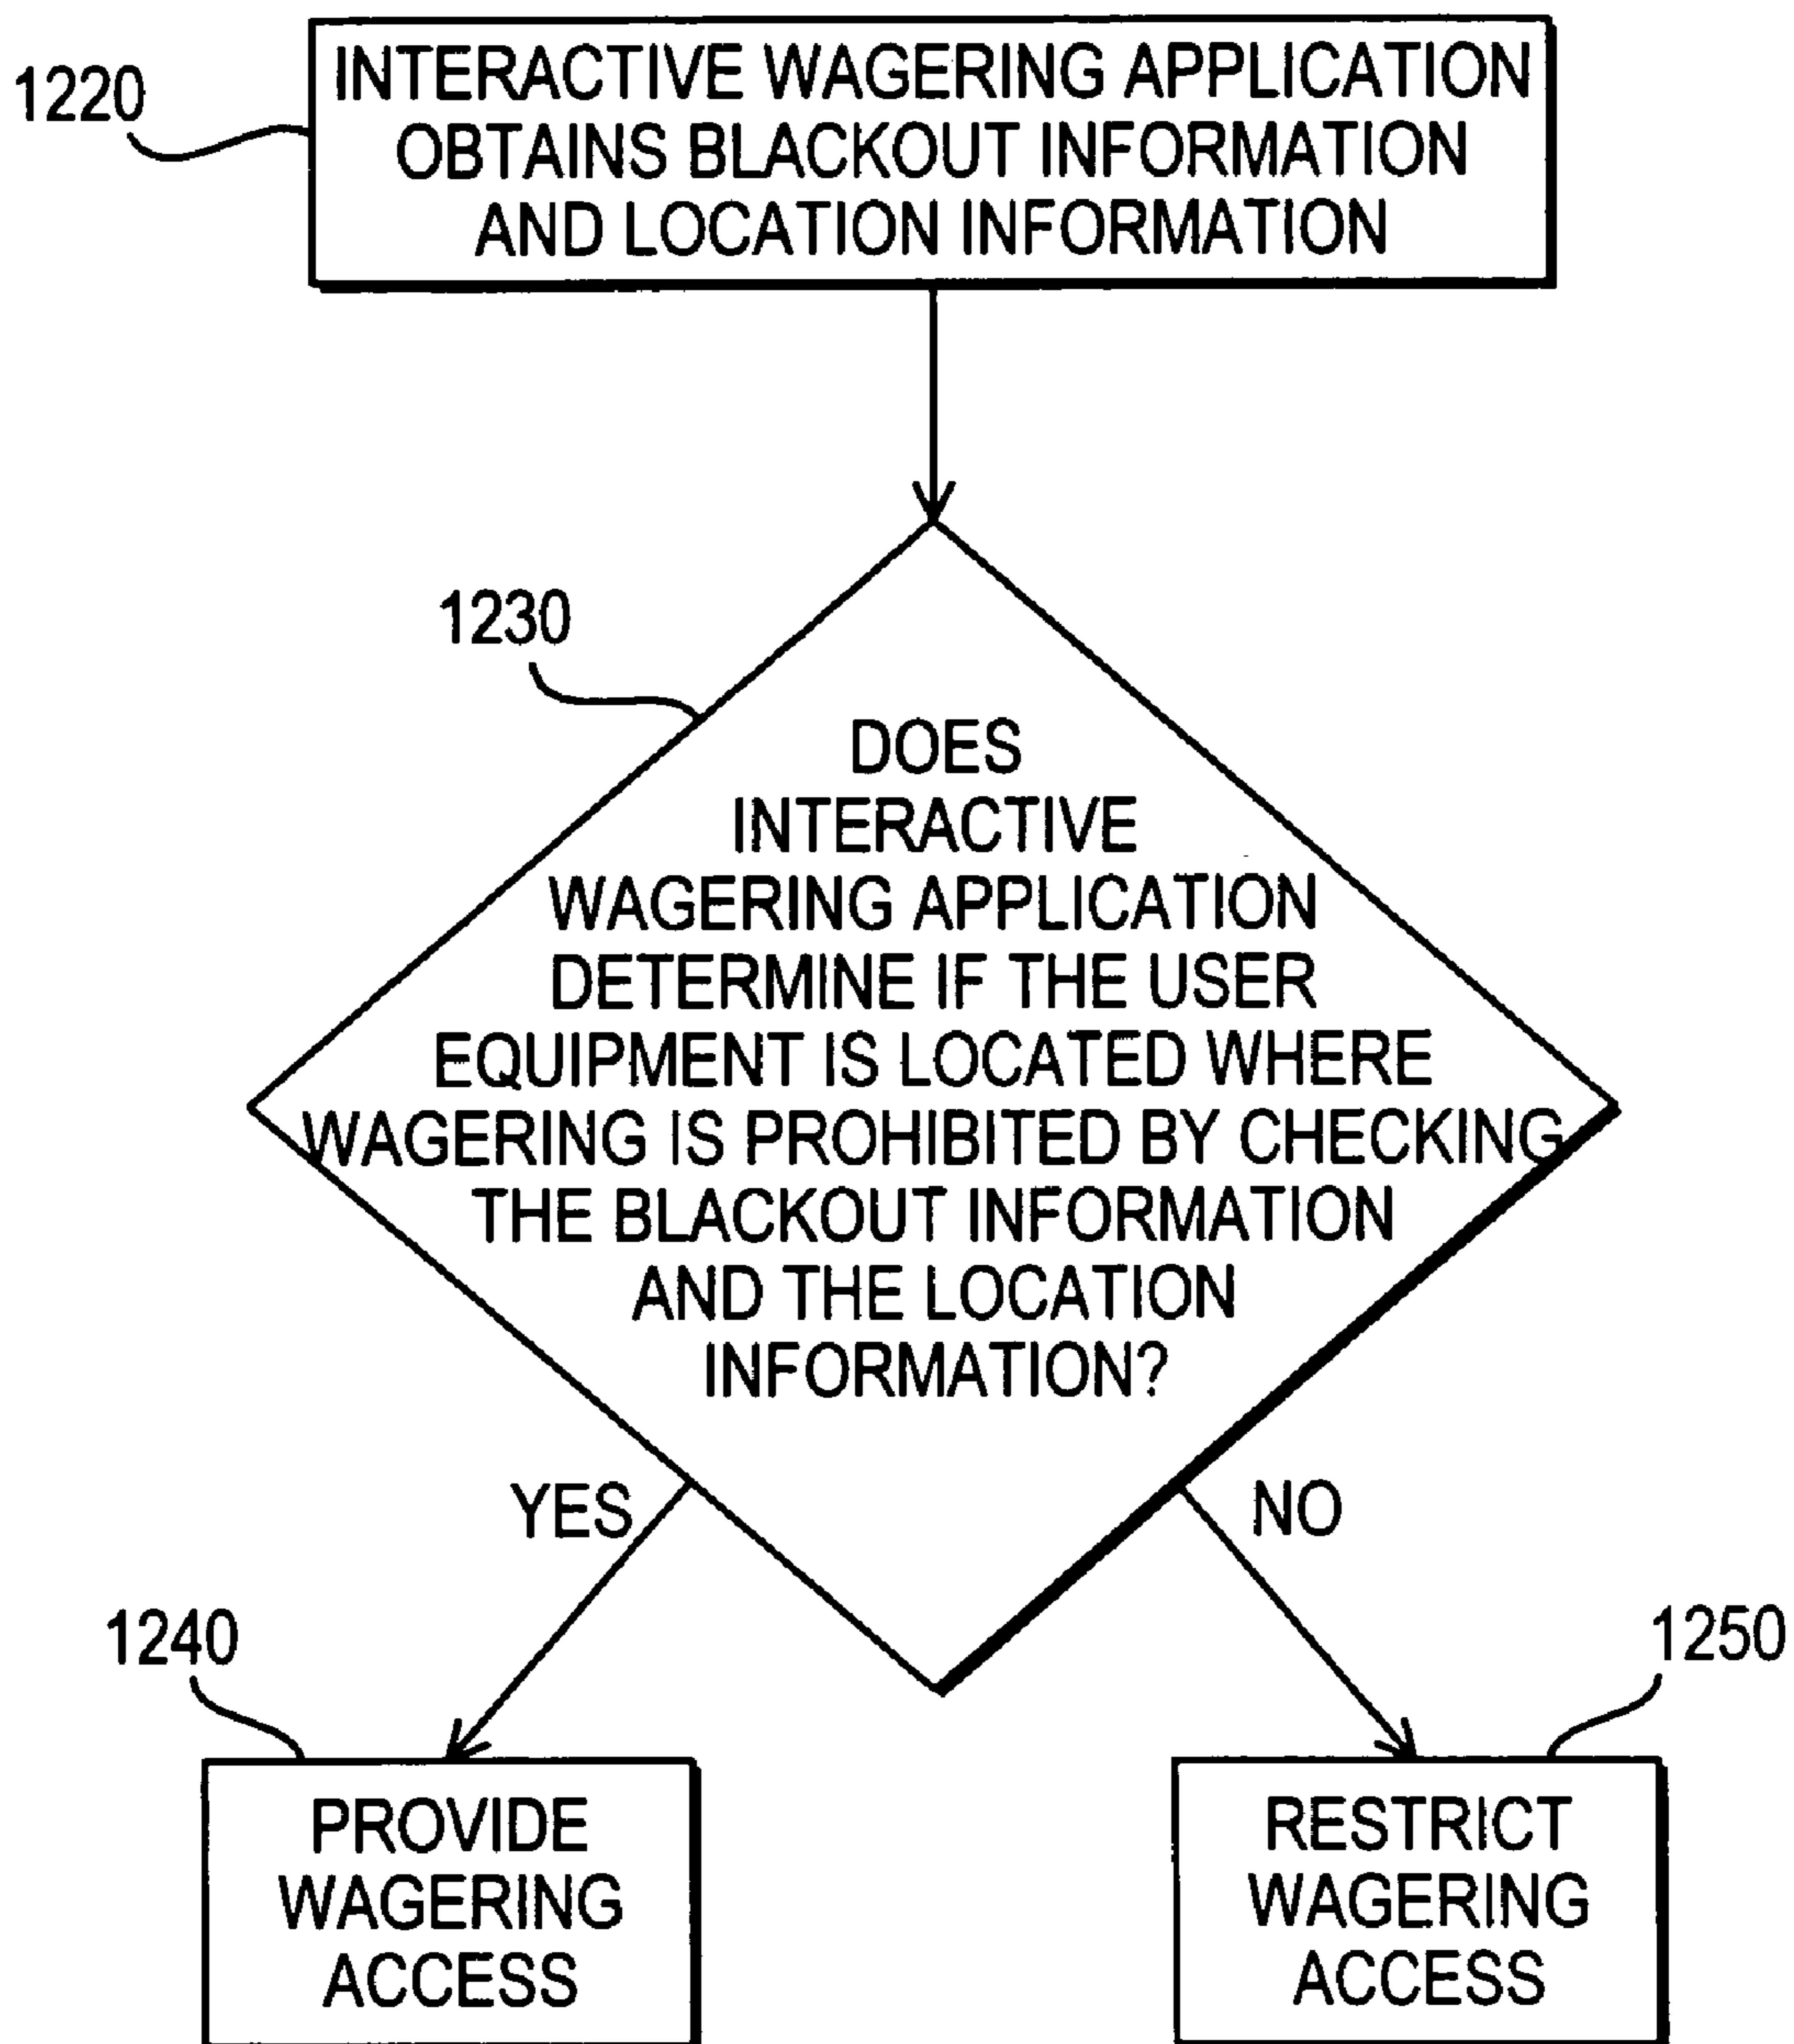 1220
INTERACTIVE WAGERING APPLICATION
OBTAINS BLACKOUT INFORMATION
AND LOCATION INFORMATION
1230
DOES
INTERACTIVE
WAGERING APPLICATION
DETERMINE IF THE USER
EQUIPMENT IS LOCATED WHERE
WAGERING IS PROHIBITED BY CHECKING
THE BLACKOUT INFORMATION
AND THE LOCATION
INFORMATION?
YES
NO
1240
1250
PROVIDE
WAGERING
ACCESS
RESTRICT
WAGERING
ACCESS